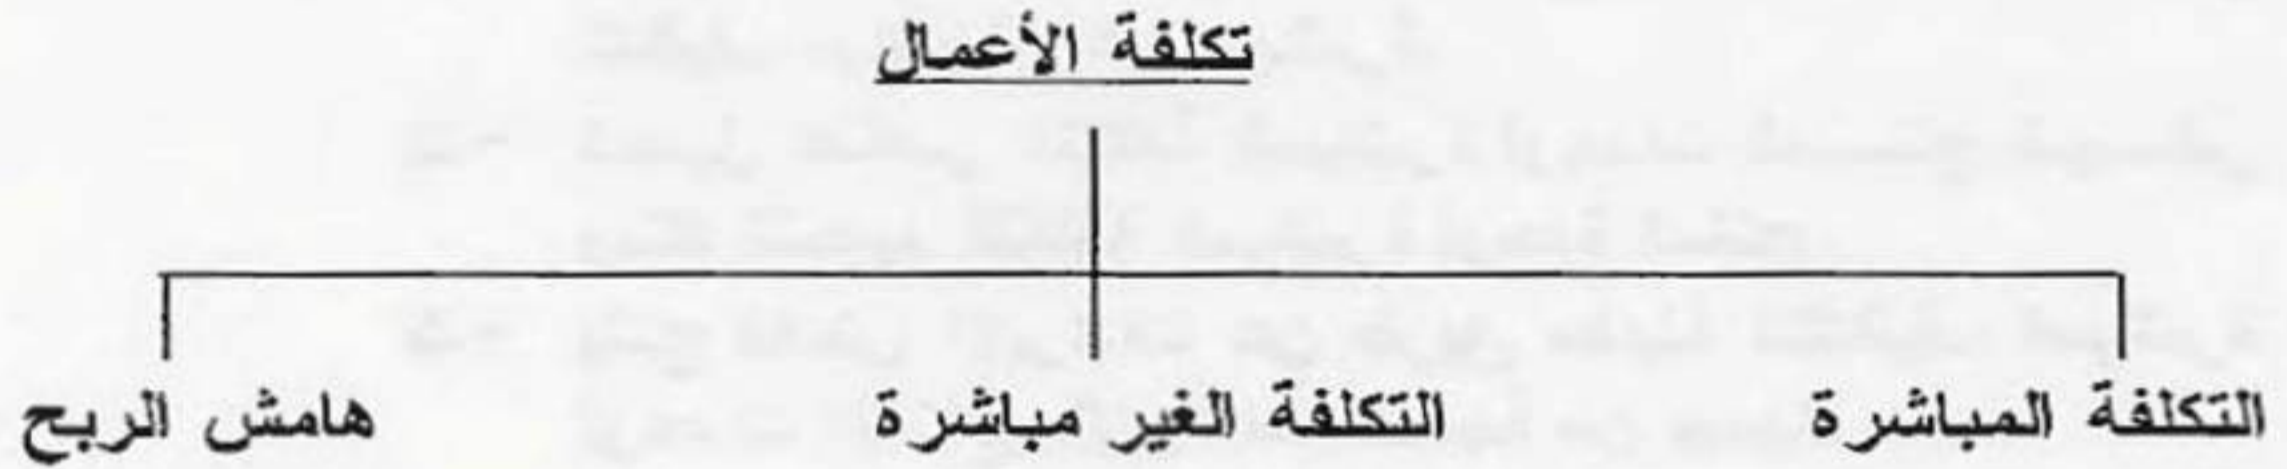 تكلفة الأعمال
التكلفة المباشرة
التكلفة الغير مباشرة
هامش الربح